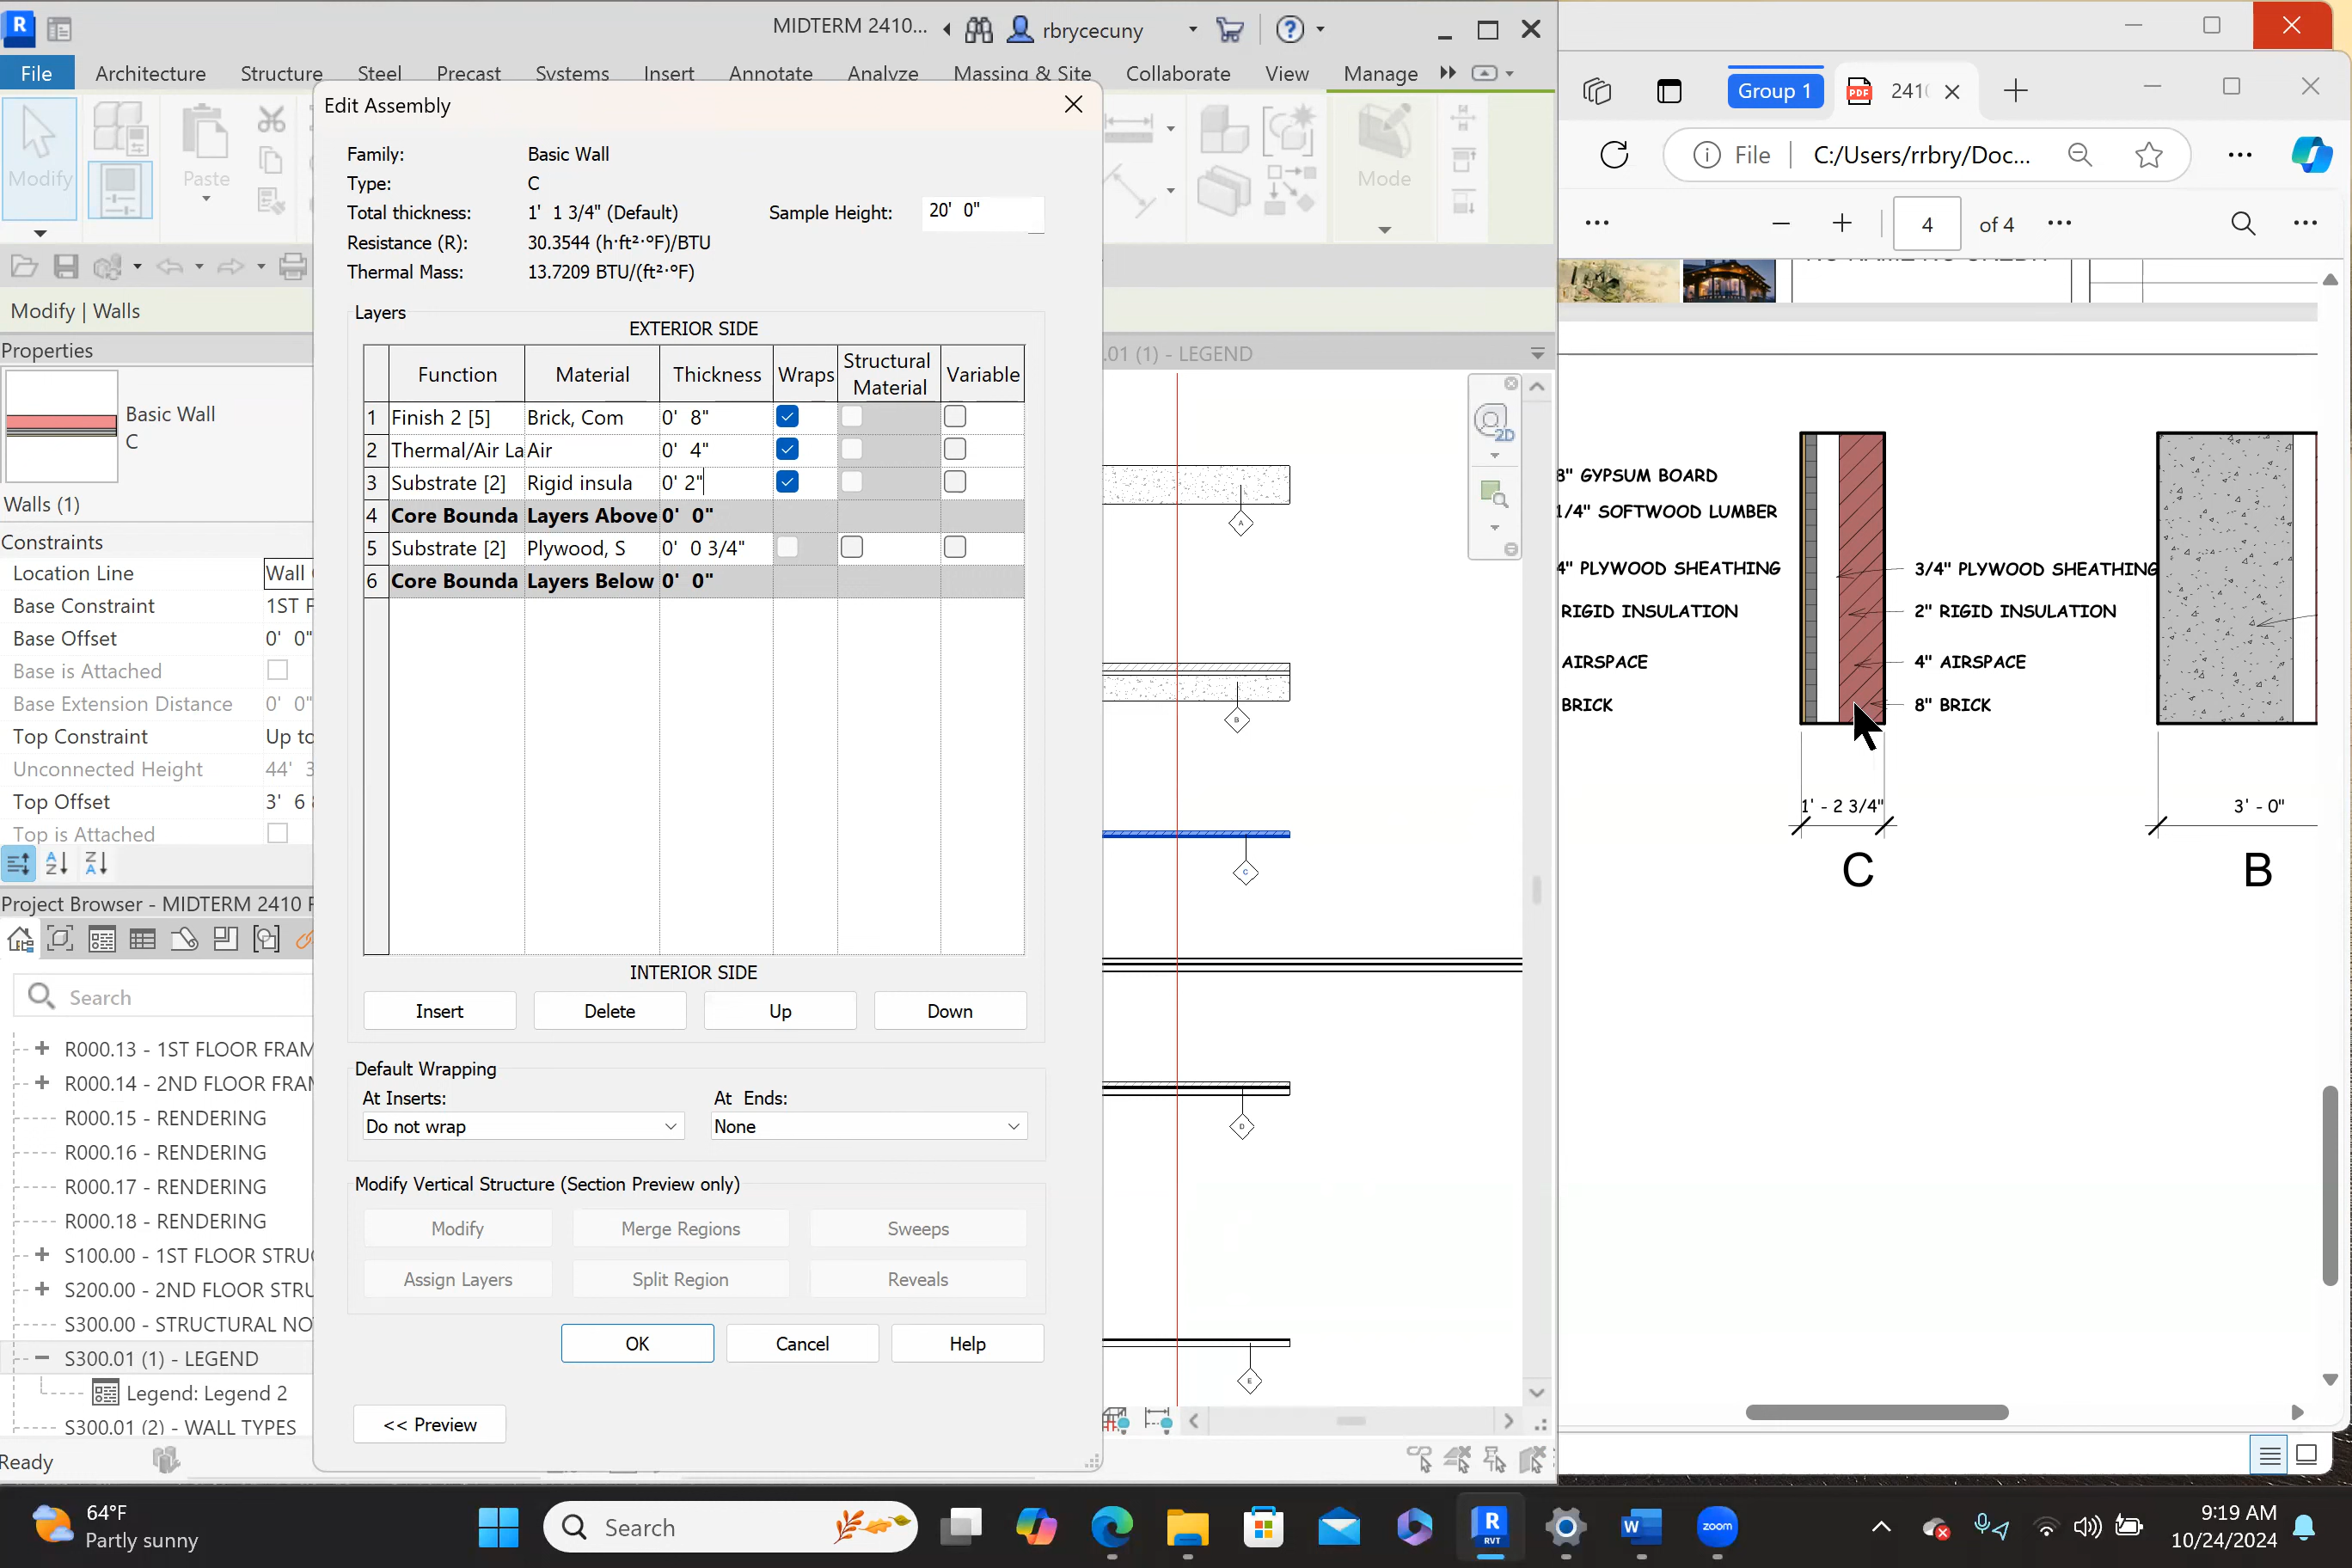 MIDTERM 2410...
rbrycecuny
File Architecture Structure Steel Precast Systems Insert Annotate Analyze Massing & Site Collaborate View Manage
Modify
Paste
Mode
Modify | Walls
Properties
Basic Wall
C
Walls (1)
Constraints
Location Line Wall
Base Constraint 1ST F
Base Offset 0' 0"
Base is Attached
Base Extension Distance 0' 0"
Top Constraint Up to
Unconnected Height 44' 3
Top Offset 3' 6
Top is Attached
Project Browser - MIDTERM 2410
Search
R000.13 - 1ST FLOOR FRAM
R000.14 - 2ND FLOOR FRA
R000.15 - RENDERING
R000.16 - RENDERING
R000.17 - RENDERING
R000.18 - RENDERING
S100.00 - 1ST FLOOR STRU
S200.00 - 2ND FLOOR STRU
S300.00 - STRUCTURAL NO
S300.01 (1) - LEGEND
Legend: Legend 2
S300.01 (2) - WALL TYPES
Ready
Edit Assembly
Family: Basic Wall
Type: C
Total thickness: 1' 1 3/4" (Default) Sample Height: 20' 0"
Resistance (R): 30.3544 (h·ft²·°F)/BTU
Thermal Mass: 13.7209 BTU/(ft²·°F)
Layers
EXTERIOR SIDE
Function Material Thickness Wraps Structural Material Variable
1 Finish 2 [5] Brick, Com 0' 8"
2 Thermal/Air La Air 0' 4"
3 Substrate [2] Rigid insula 0' 2"
4 Core Bounda Layers Above 0' 0"
5 Substrate [2] Plywood, S 0' 0 3/4"
6 Core Bounda Layers Below 0' 0"
INTERIOR SIDE
Insert Delete Up Down
Default Wrapping
At Inserts: At Ends:
Do not wrap None
Modify Vertical Structure (Section Preview only)
Modify Merge Regions Sweeps
Assign Layers Split Region Reveals
OK Cancel Help
<< Preview
.01 (1) - LEGEND
2D
A
B
C
D
E
Group 1 PDF 241
File C:/Users/rrbry/Doc...
4 of 4
8" GYPSUM BOARD
1/4" SOFTWOOD LUMBER
4" PLYWOOD SHEATHING
RIGID INSULATION
AIRSPACE
BRICK
3/4" PLYWOOD SHEATHING
2" RIGID INSULATION
4" AIRSPACE
8" BRICK
1' - 2 3/4" 3' - 0"
C B
64°F
Partly sunny
Search
R
RVT
W
zoom
9:19 AM
10/24/2024